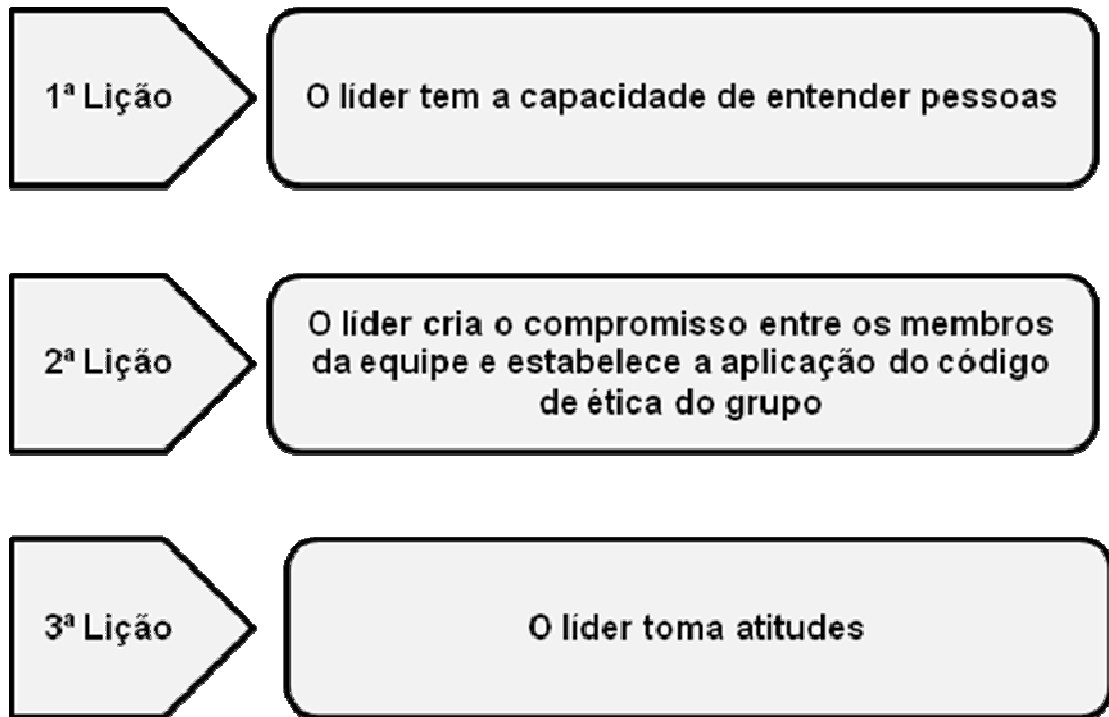 1ª Lição
O líder tem a capacidade de entender pessoas
2ª Lição
O líder cria o compromisso entre os membros
da equipe e estabelece a aplicação do código
de ética do grupo
3ª Lição
O líder toma atitudes